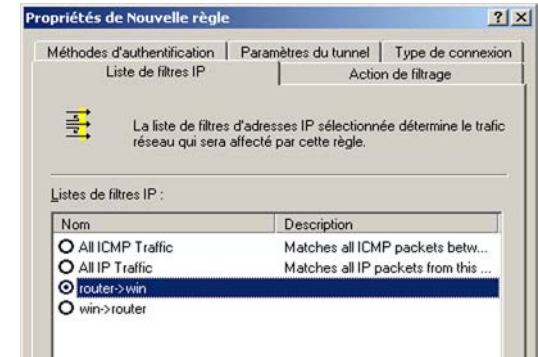 Propriétés de Nouvelle règle
Méthodes d'authentification Paramètres du tunnel Type de connexion
Liste de filtres IP Action de filtrage
La liste de filtres d'adresses IP sélectionnée détermine le trafic
réseau qui sera affecté par cette règle.
Listes de filtres IP :
Nom Description
All ICMP Traffic Matches all ICMP packets betw...
All IP Traffic Matches all IP packets from this ...
router->win
win->router